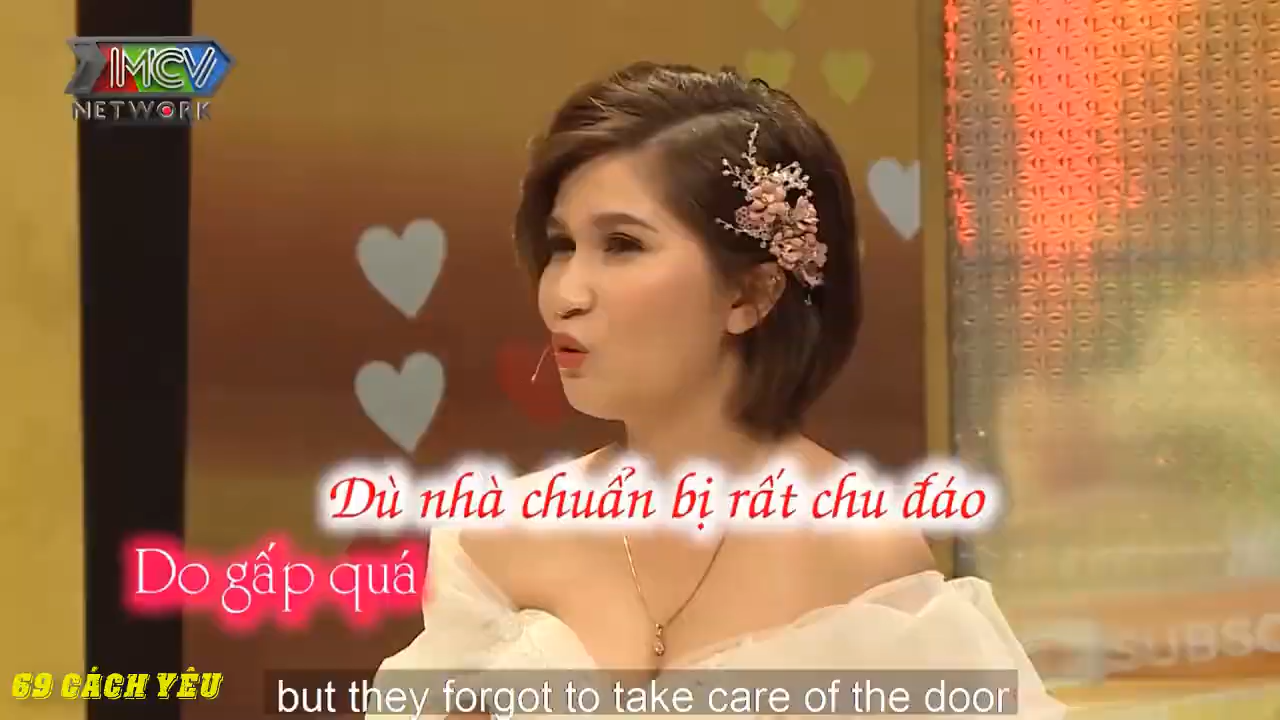 MCV
NETWORK
Dù nhà chuẩn bị rất chu đáo
Do gấp quá
69 CÁCH YÊU
but they forgot to take care of the door